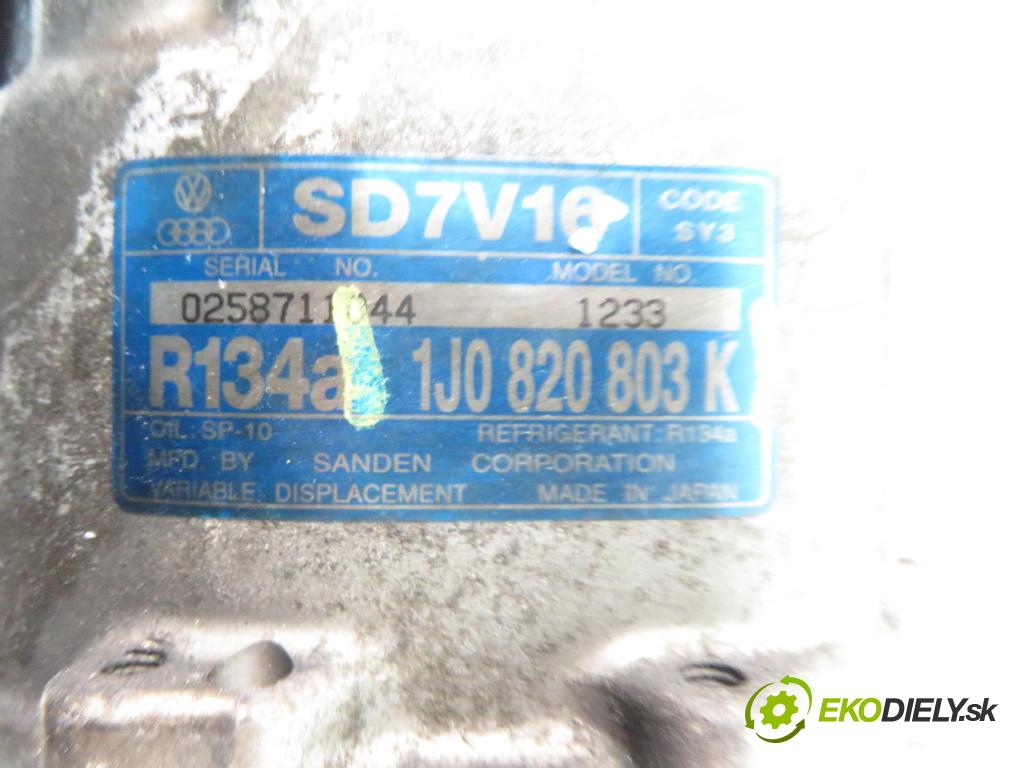 SD7V16 CODE
SY3
SERIAL NO. MODEL NO.
1233
R134a 1J0 820 803 K
OIL SP-10 REFRIGERANT R134a
MFD. BY SANDEN CORPORATION
VARIABLE DISPLACEMENT MADE IN JAPAN
EKODIELY.sk